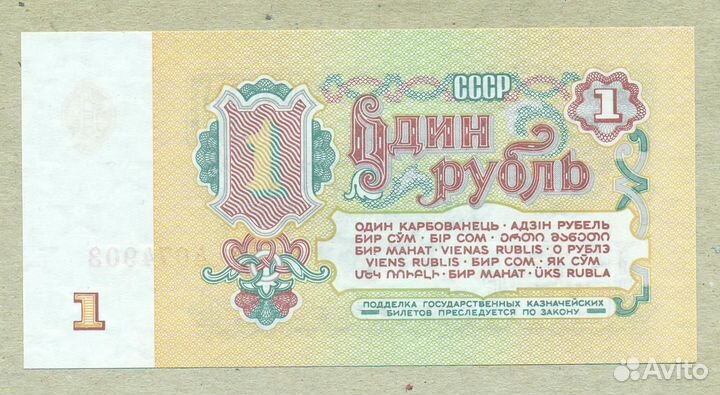 СССР
1
Один
рубль
1
ОДИН КАРБОВАНЕЦЬ · АДЗІН РУБЕЛЬ
БИР СЎМ · БІР СОМ · ᲔᲠᲗᲘ ᲛᲐᲜᲔᲗᲘ
БИР МАНАТ · VIENAS RUBLIS · О РУБЛЭ
VIENS RUBLIS · БИР СОМ · ЯК СЎМ
ՄԵԿ ՌՈՒԲԼԻ · БИР МАНАТ · ÜKS RUBLA
1
ПОДДЕЛКА ГОСУДАРСТВЕННЫХ КАЗНАЧЕЙСКИХ
БИЛЕТОВ ПРЕСЛЕДУЕТСЯ ПО ЗАКОНУ
Avito